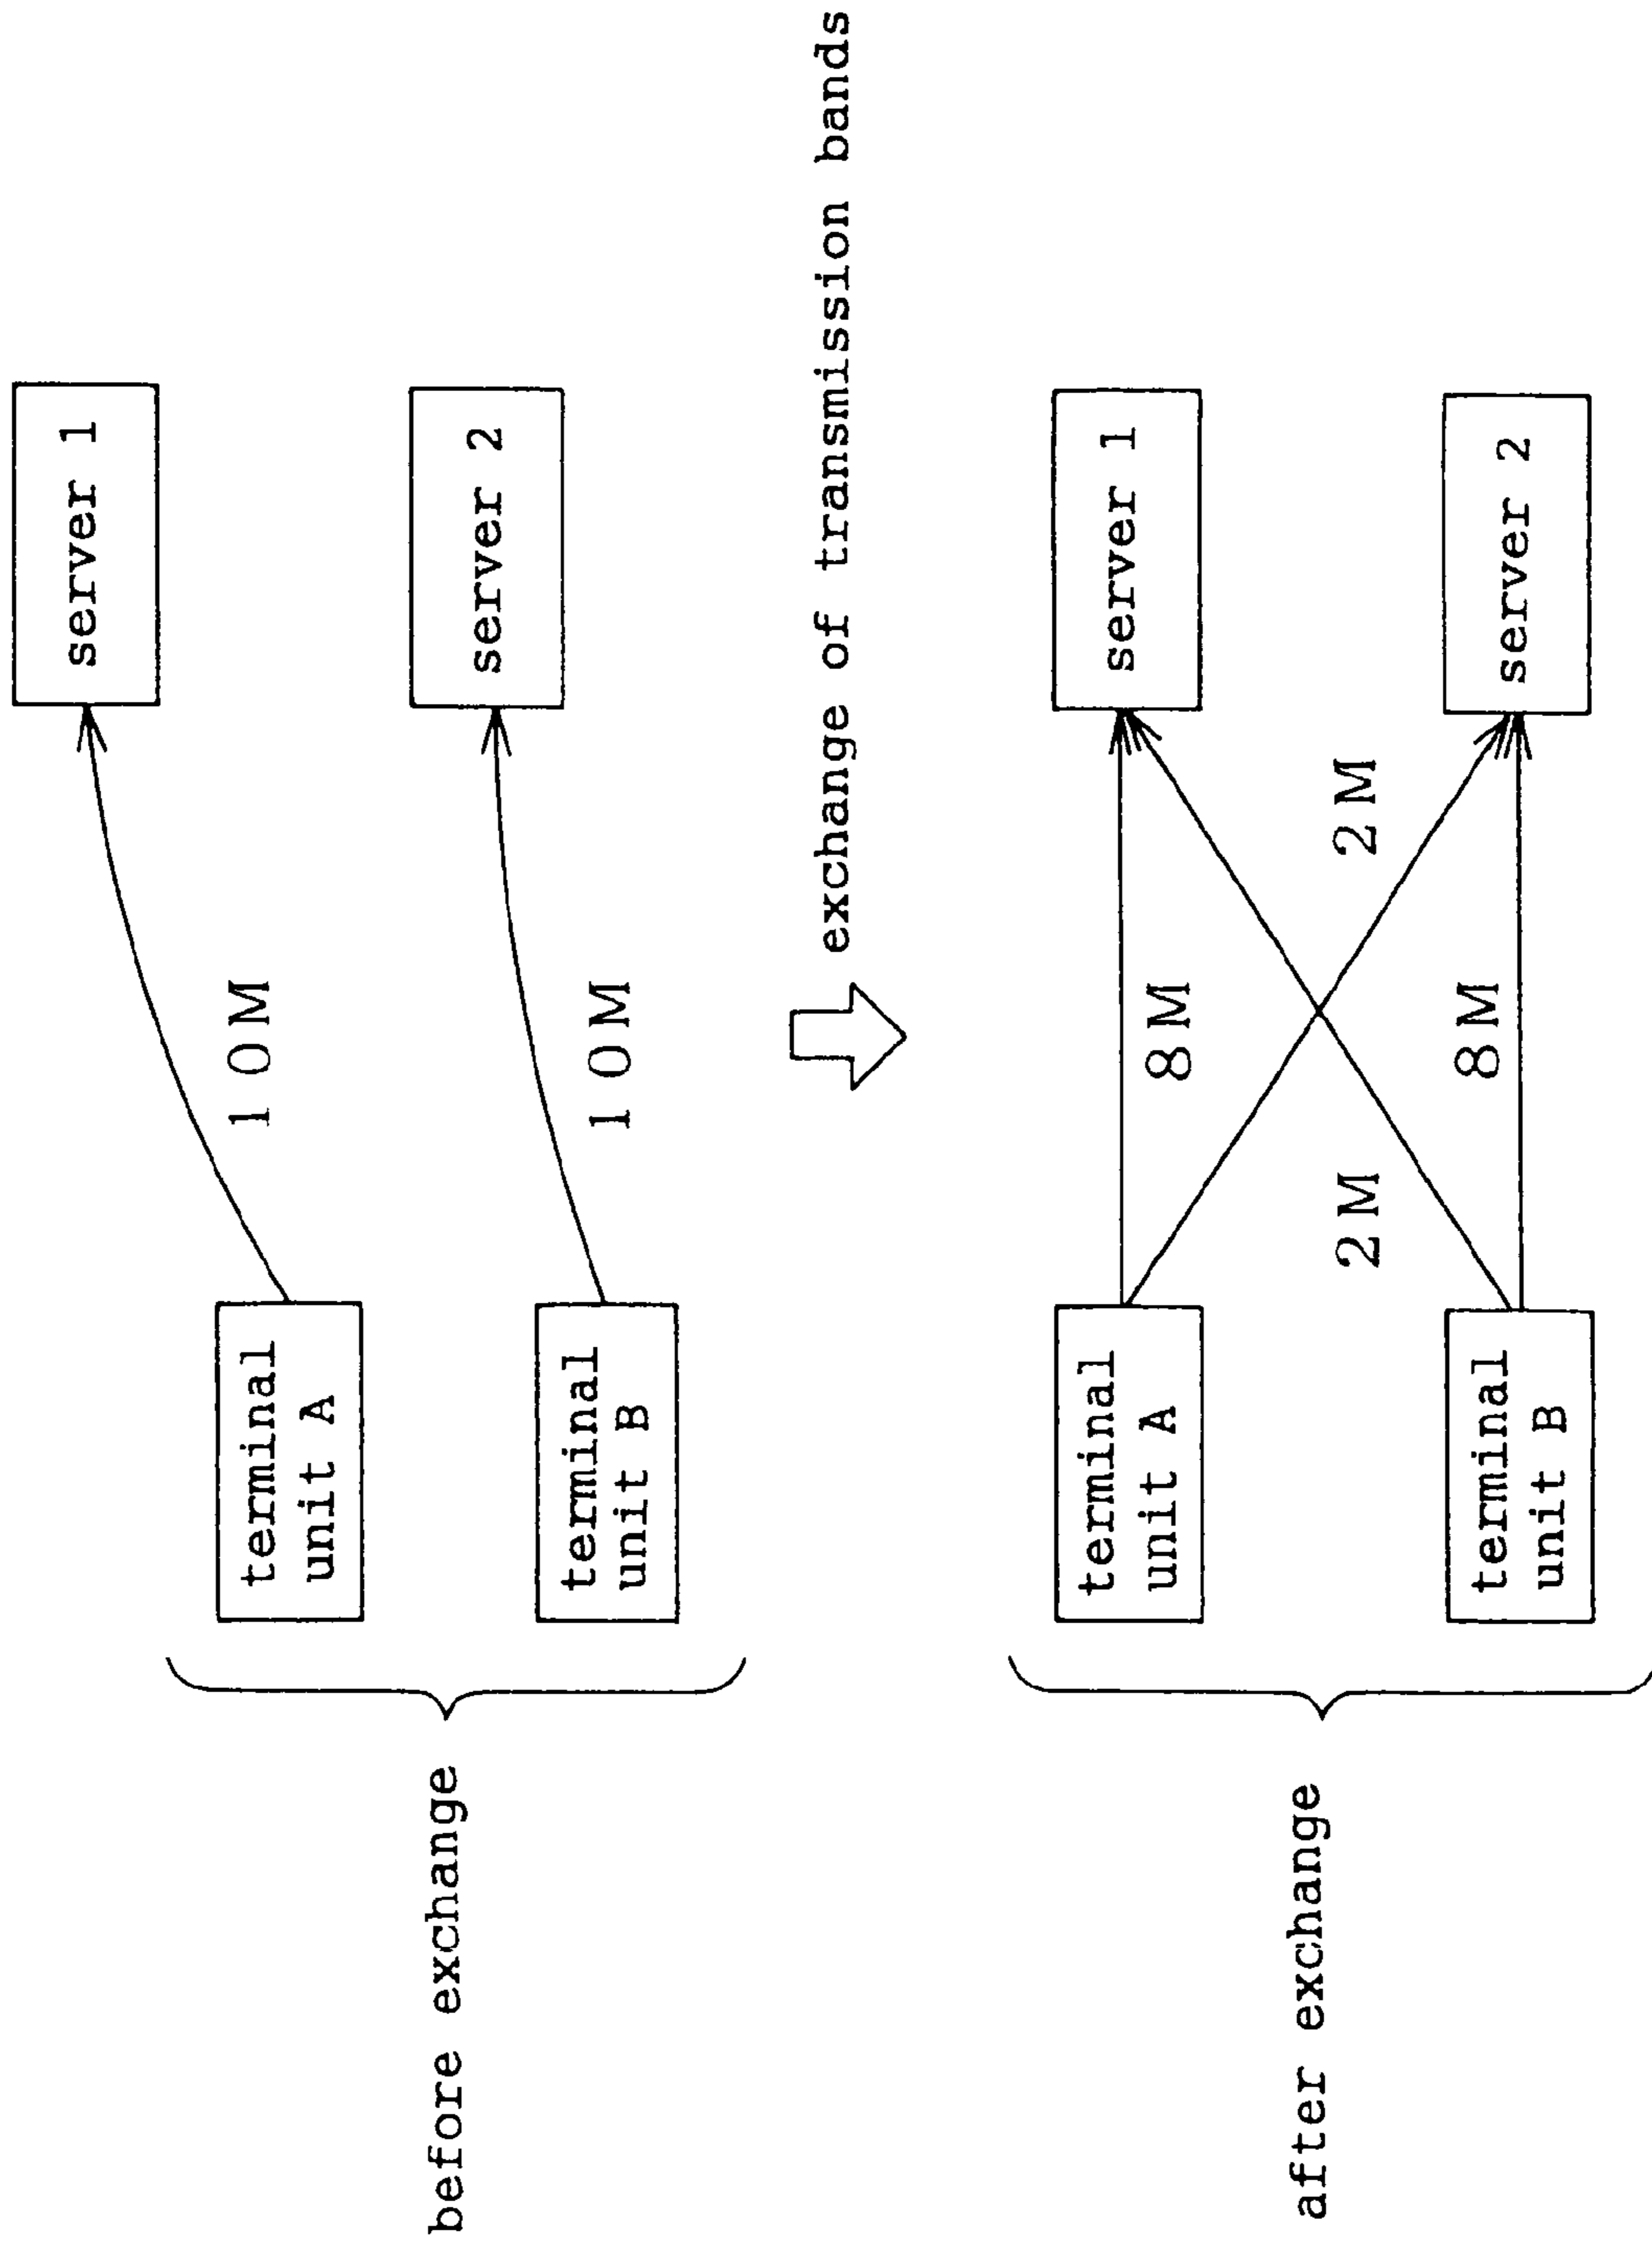 before exchange
terminal
unit A
10M
server 1
terminal
unit B
10M
server 2
exchange of transmission bands
after exchange
terminal
unit A
8M
server 1
2M
2M
terminal
unit B
8M
server 2